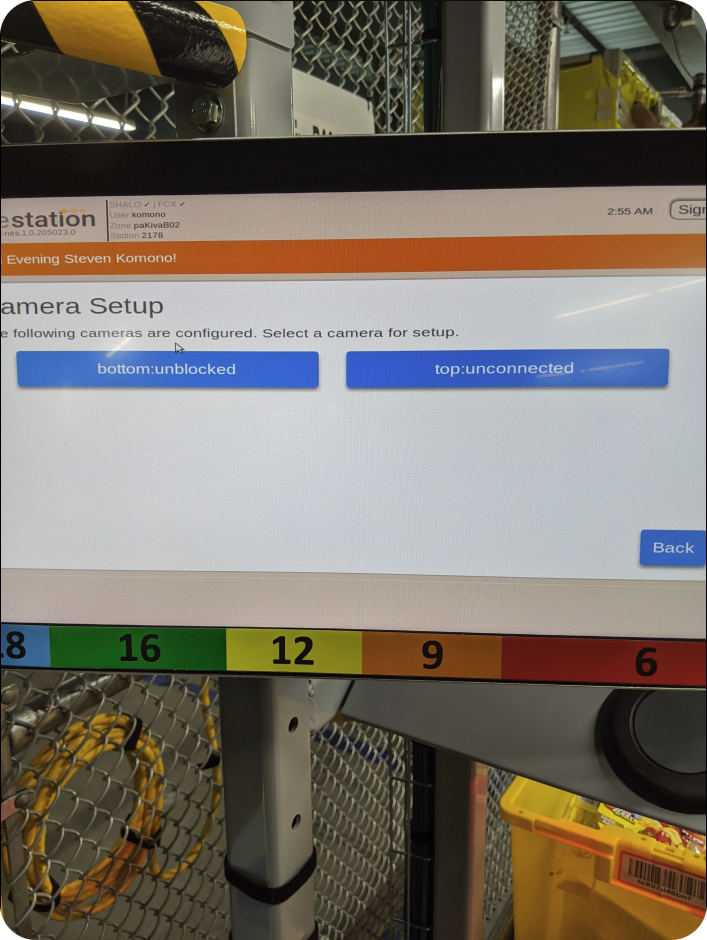 estation
-nes.1.0.205023.0
SHALO ✓ | FCX ✓
User komono
Zone paKivaB02
Station 2178
2:55 AM
Sign
Evening Steven Komono!
amera Setup
e following cameras are configured. Select a camera for setup.
bottom:unblocked
top:unconnected
Back
18 16 12 9 6